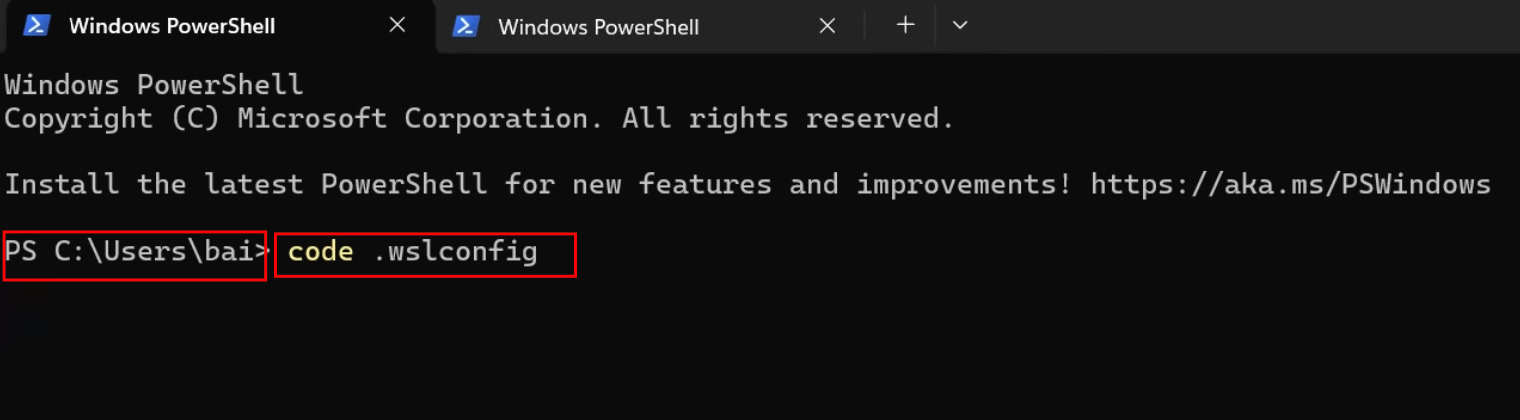 Windows PowerShell
Windows PowerShell
Windows PowerShell
Copyright (C) Microsoft Corporation. All rights reserved.
Install the latest PowerShell for new features and improvements! https://aka.ms/PSWindows
PS C:\Users\bai> code .wslconfig